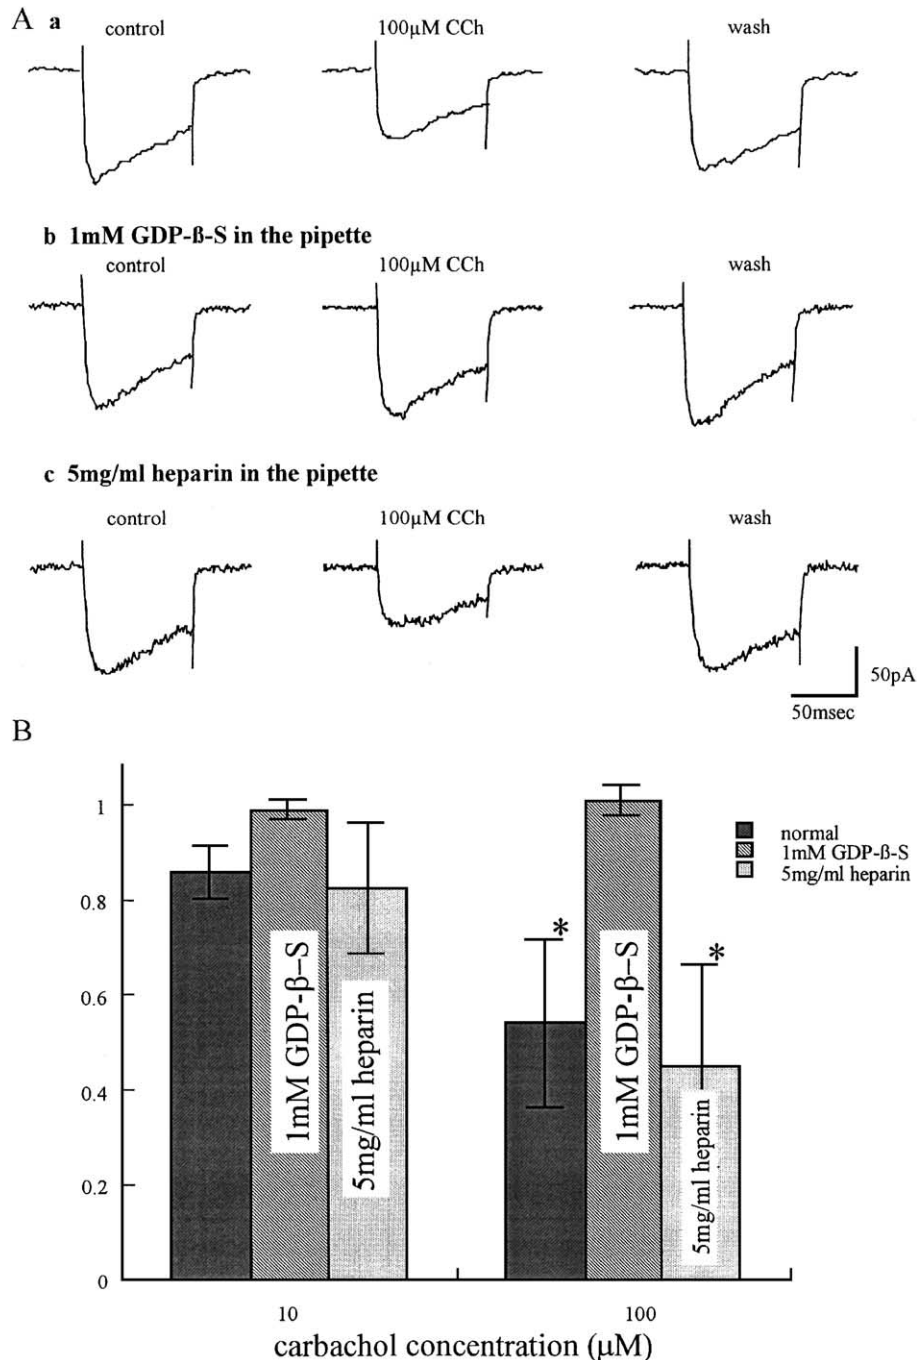 A a
control 100μM CCh wash
b 1mM GDP-ß-S in the pipette
control 100μM CCh wash
c 5mg/ml heparin in the pipette
control 100μM CCh wash
50pA
50msec
B
1
0.8
0.6
0.4
0.2
0
* *
normal
1mM GDP-ß-S
5mg/ml heparin
1mM GDP-β–S
5mg/ml heparin
1mM GDP-β–S
5mg/ml heparin
10 100
carbachol concentration (μM)